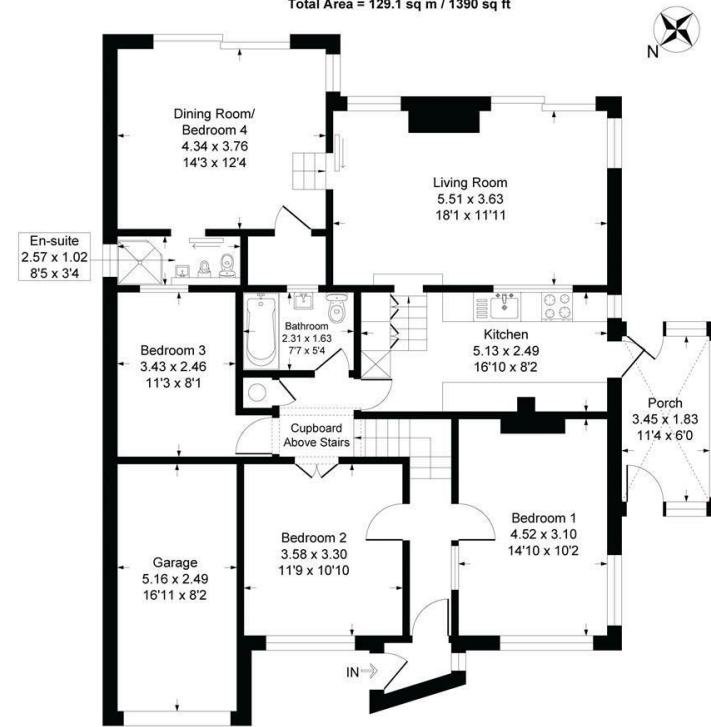 Total Area = 129.1 sq m / 1390 sq ft
N
Dining Room/
Bedroom 4
4.34 x 3.76
14'3 x 12'4
Living Room
5.51 x 3.63
18'1 x 11'11
En-suite
2.57 x 1.02
8'5 x 3'4
Bathroom
2.31 x 1.63
7'7 x 5'4
Kitchen
5.13 x 2.49
16'10 x 8'2
Bedroom 3
3.43 x 2.46
11'3 x 8'1
Porch
3.45 x 1.83
11'4 x 6'0
Cupboard
Above Stairs
Bedroom 1
4.52 x 3.10
14'10 x 10'2
Bedroom 2
3.58 x 3.30
11'9 x 10'10
Garage
5.16 x 2.49
16'11 x 8'2
IN